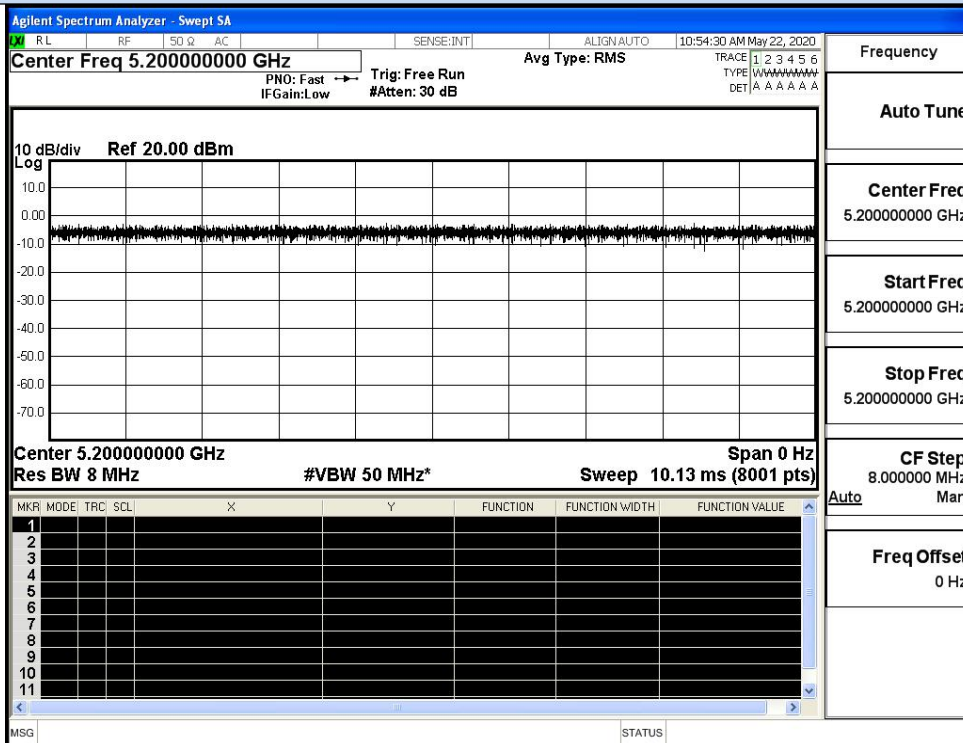 Agilent Spectrum Analyzer - Swept SA
LXI RL RF 50 Ω AC SENSE:INT ALIGN AUTO 10:54:30 AM May 22, 2020
Center Freq 5.200000000 GHz
PNO: Fast
IFGain:Low
Trig: Free Run
#Atten: 30 dB
Avg Type: RMS
TRACE 1 2 3 4 5 6
TYPE WWWWWW
DET A A A A A A
10 dB/div Ref 20.00 dBm
Log
10.0
0.00
-10.0
-20.0
-30.0
-40.0
-50.0
-60.0
-70.0
Center 5.200000000 GHz Span 0 Hz
Res BW 8 MHz #VBW 50 MHz* Sweep 10.13 ms (8001 pts)
MKR MODE TRC SCL X Y FUNCTION FUNCTION WIDTH FUNCTION VALUE
1
2
3
4
5
6
7
8
9
10
11
MSG STATUS
Frequency
Auto Tune
Center Freq
5.200000000 GHz
Start Freq
5.200000000 GHz
Stop Freq
5.200000000 GHz
CF Step
8.000000 MHz
Auto Man
Freq Offset
0 Hz